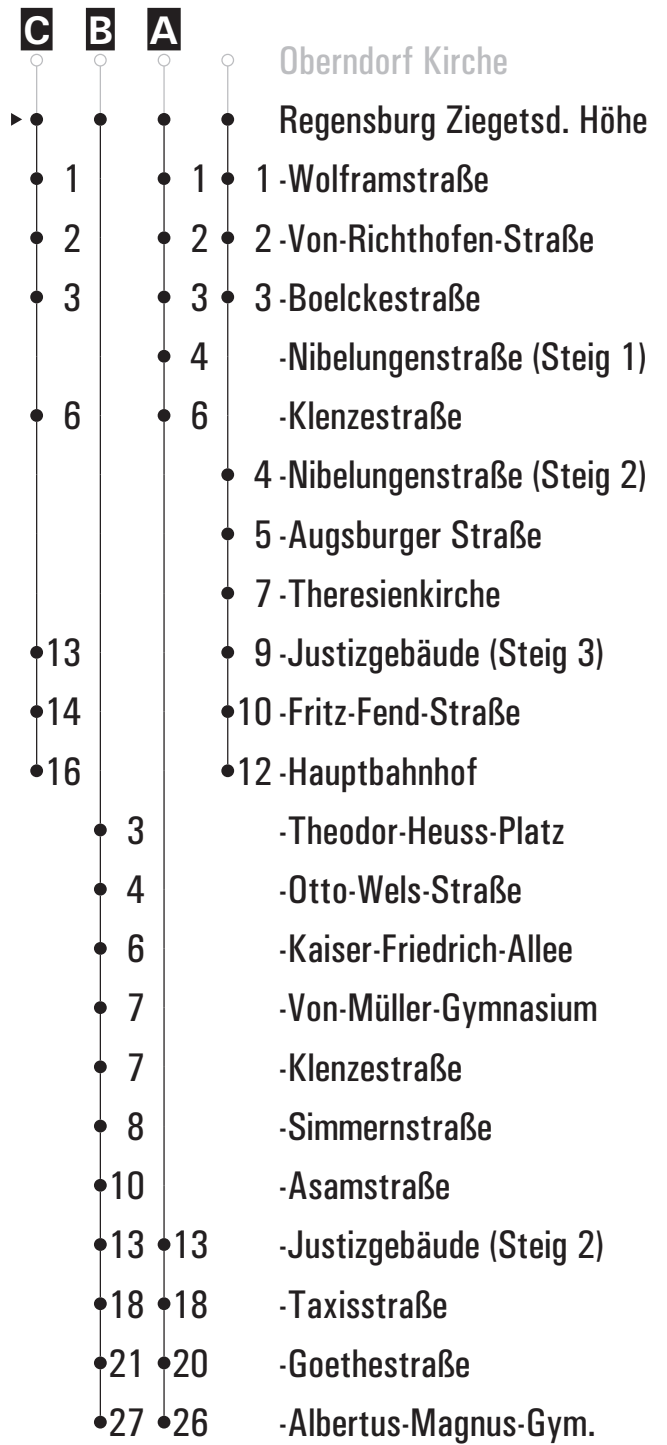 C B A
Oberndorf Kirche
Regensburg Ziegetsd. Höhe
1 1 1 -Wolframstraße
2 2 2 -Von-Richthofen-Straße
3 3 3 -Boelckestraße
4 -Nibelungenstraße (Steig 1)
6 6 -Klenzestraße
4 -Nibelungenstraße (Steig 2)
5 -Augsburger Straße
7 -Theresienkirche
13 9 -Justizgebäude (Steig 3)
14 10 -Fritz-Fend-Straße
16 12 -Hauptbahnhof
3 -Theodor-Heuss-Platz
4 -Otto-Wels-Straße
6 -Kaiser-Friedrich-Allee
7 -Von-Müller-Gymnasium
7 -Klenzestraße
8 -Simmernstraße
10 -Asamstraße
13 13 -Justizgebäude (Steig 2)
18 18 -Taxisstraße
21 20 -Goethestraße
27 26 -Albertus-Magnus-Gym.